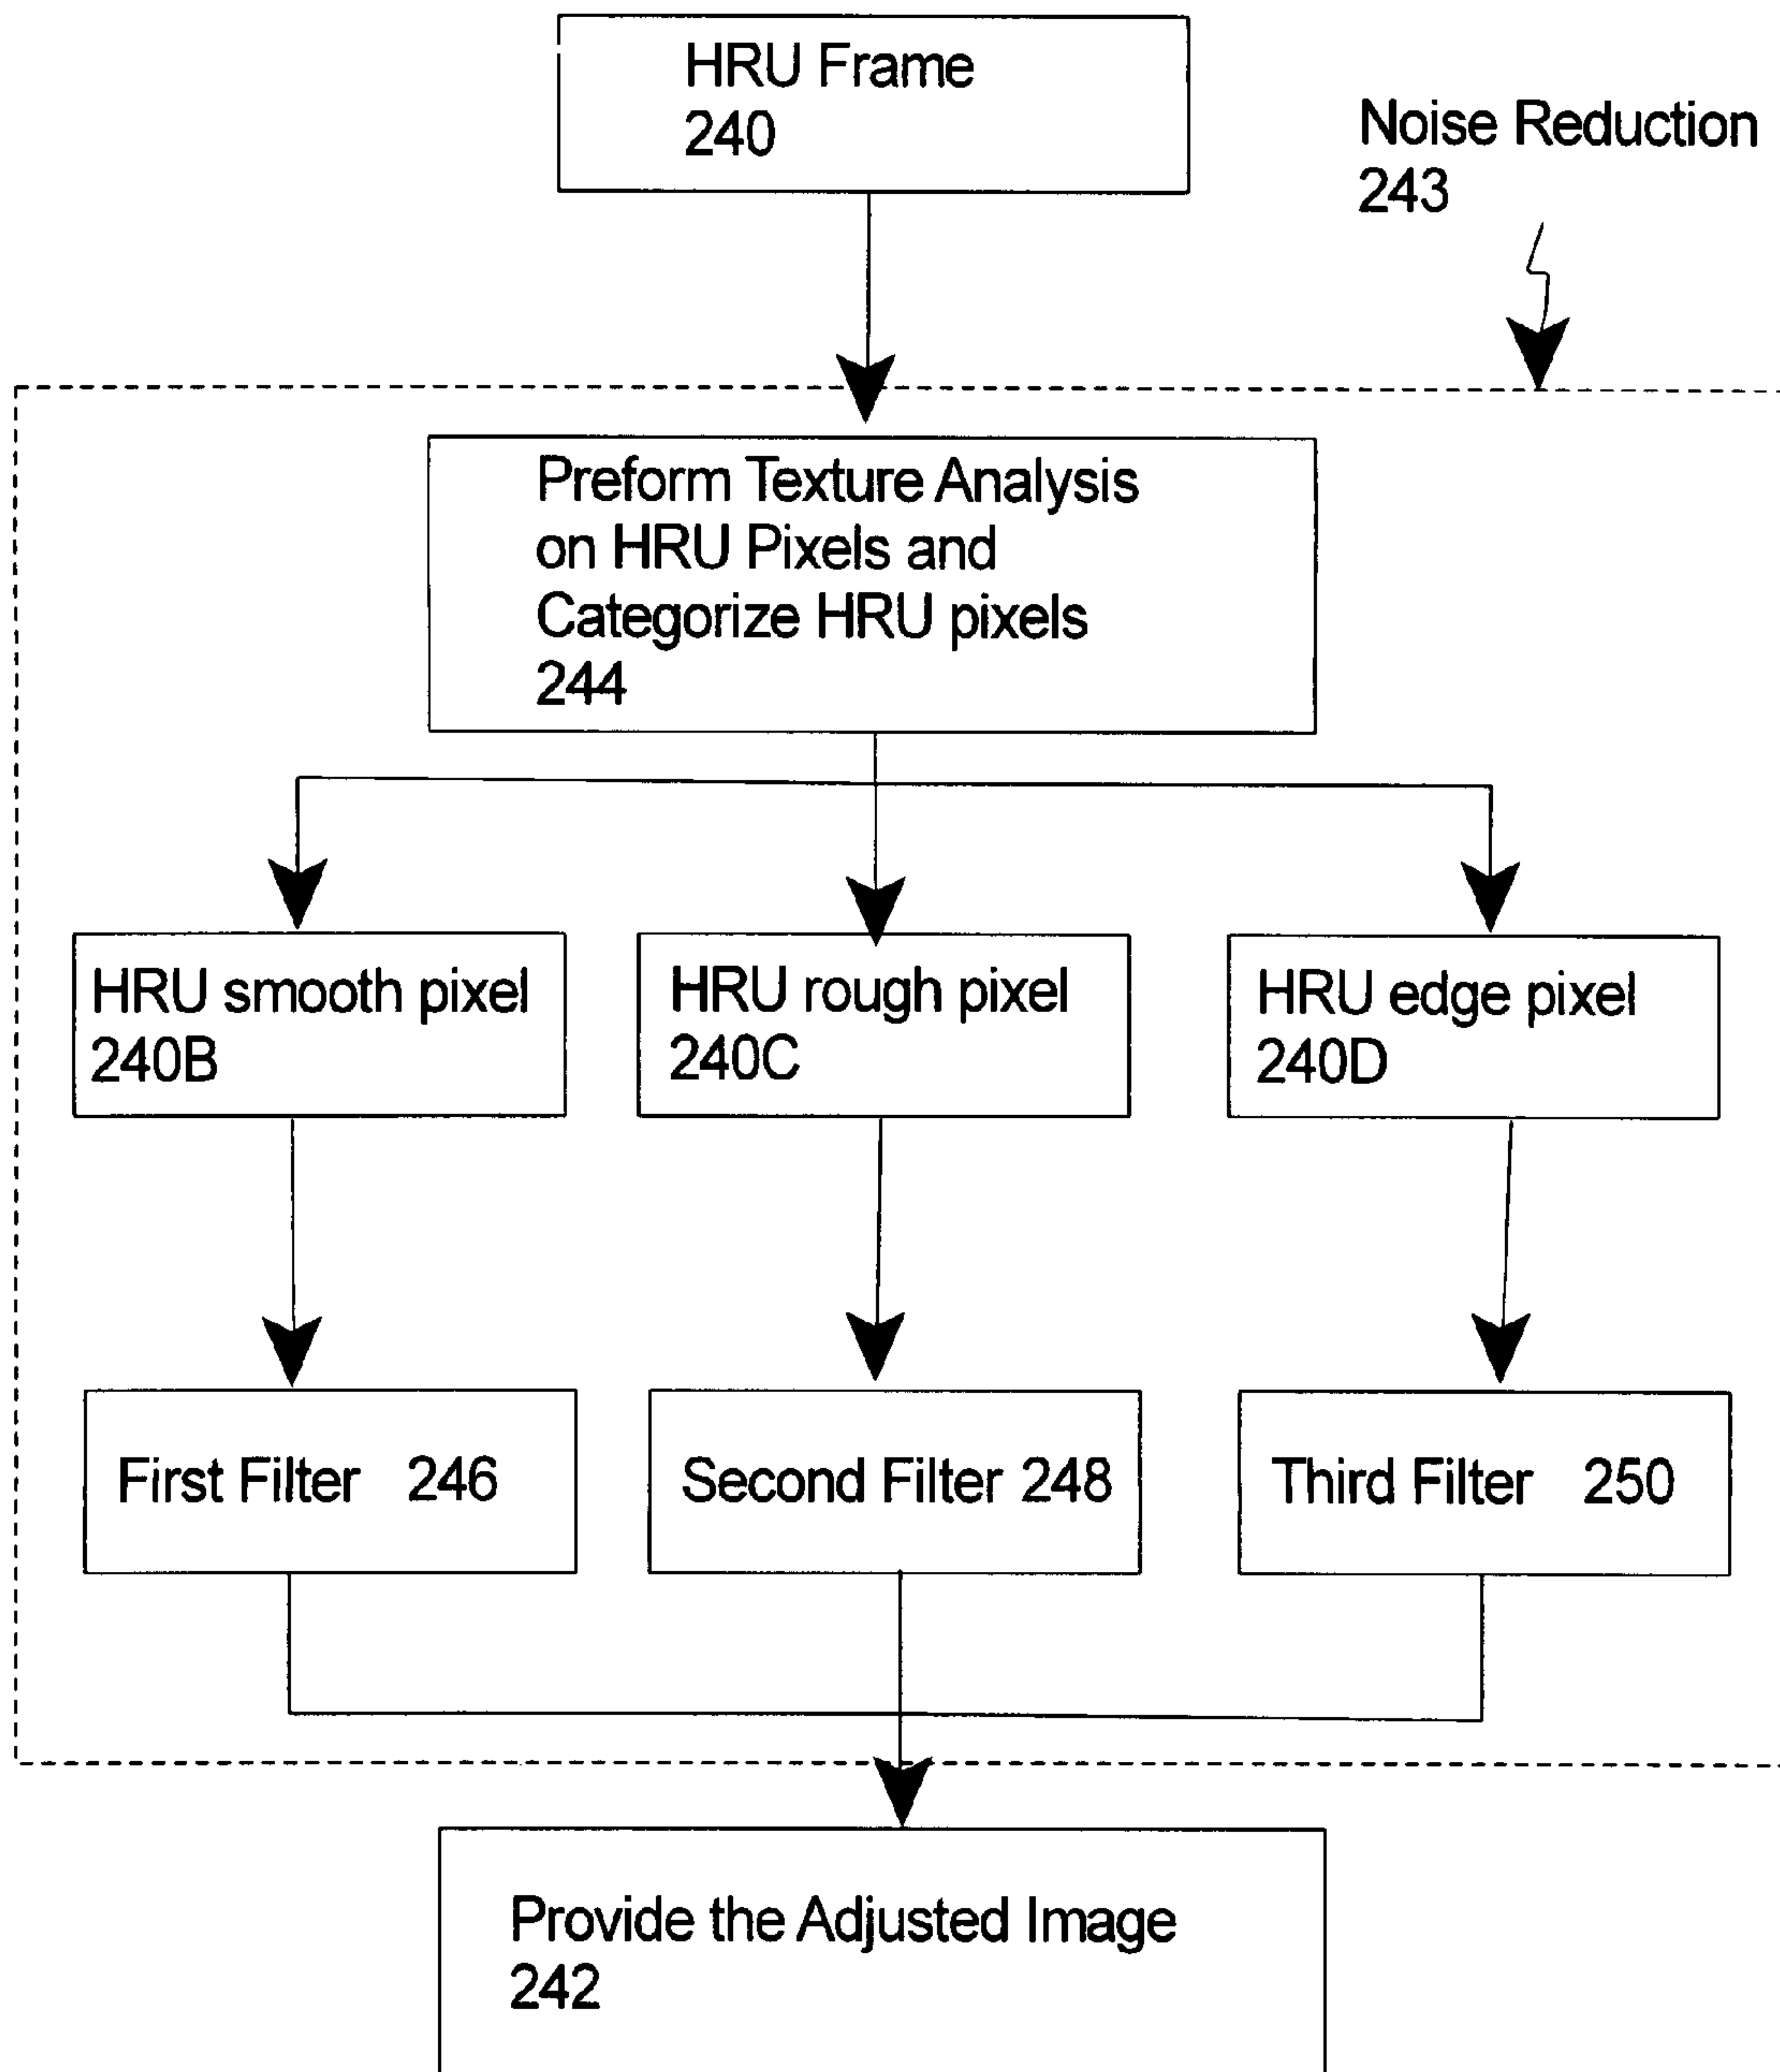 HRU Frame
240
Noise Reduction
243
Preform Texture Analysis
on HRU Pixels and
Categorize HRU pixels
244
HRU smooth pixel
240B
HRU rough pixel
240C
HRU edge pixel
240D
First Filter 246
Second Filter 248
Third Filter 250
Provide the Adjusted Image
242